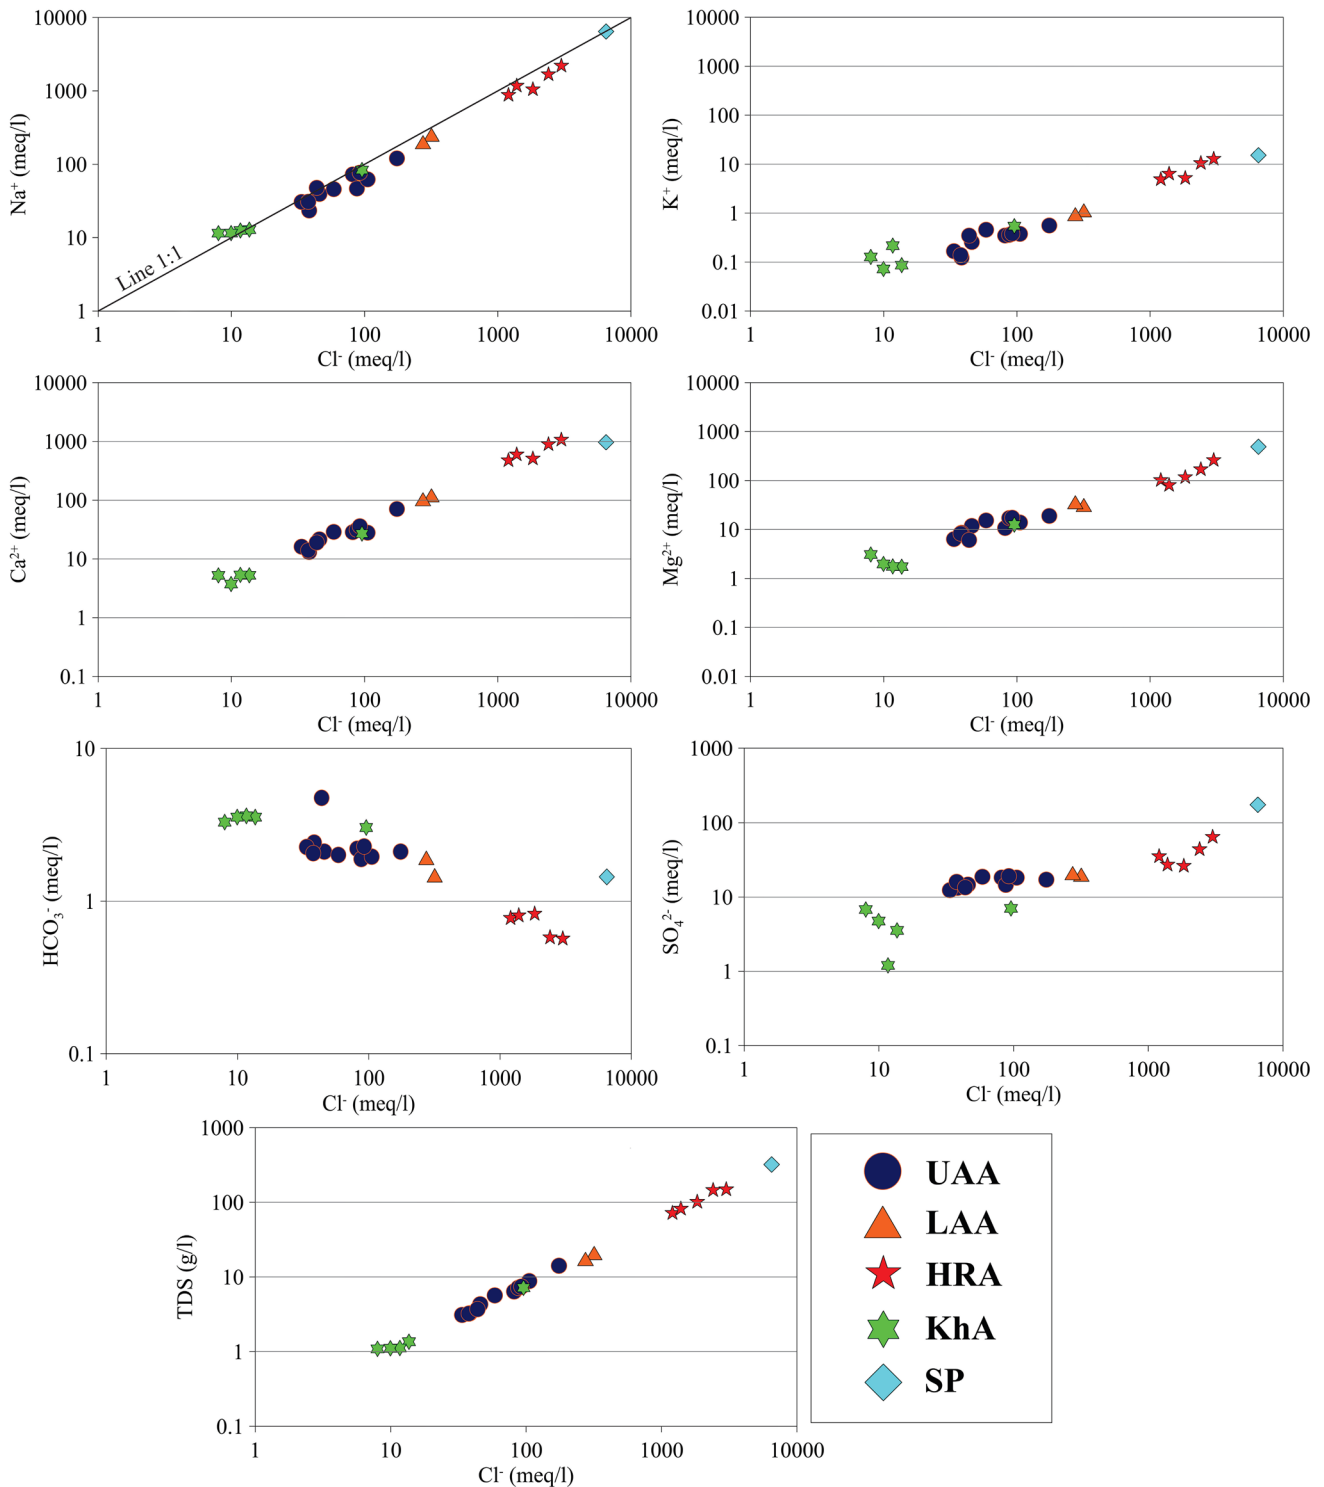 10000
1000
100
10
1
Na⁺ (meq/l)
Line 1:1
1 10 100 1000 10000
Cl⁻ (meq/l)
10000
1000
100
10
1
0.1
0.01
K⁺ (meq/l)
1 10 100 1000 10000
Cl⁻ (meq/l)
10000
1000
100
10
1
0.1
Ca²⁺ (meq/l)
1 10 100 1000 10000
Cl⁻ (meq/l)
10000
1000
100
10
1
0.1
0.01
Mg²⁺ (meq/l)
1 10 100 1000 10000
Cl⁻ (meq/l)
10
1
0.1
HCO₃⁻ (meq/l)
1 10 100 1000 10000
Cl⁻ (meq/l)
1000
100
10
1
0.1
SO₄²⁻ (meq/l)
1 10 100 1000 10000
Cl⁻ (meq/l)
1000
100
10
1
0.1
TDS (g/l)
1 10 100 1000 10000
Cl⁻ (meq/l)
UAA
LAA
HRA
KhA
SP